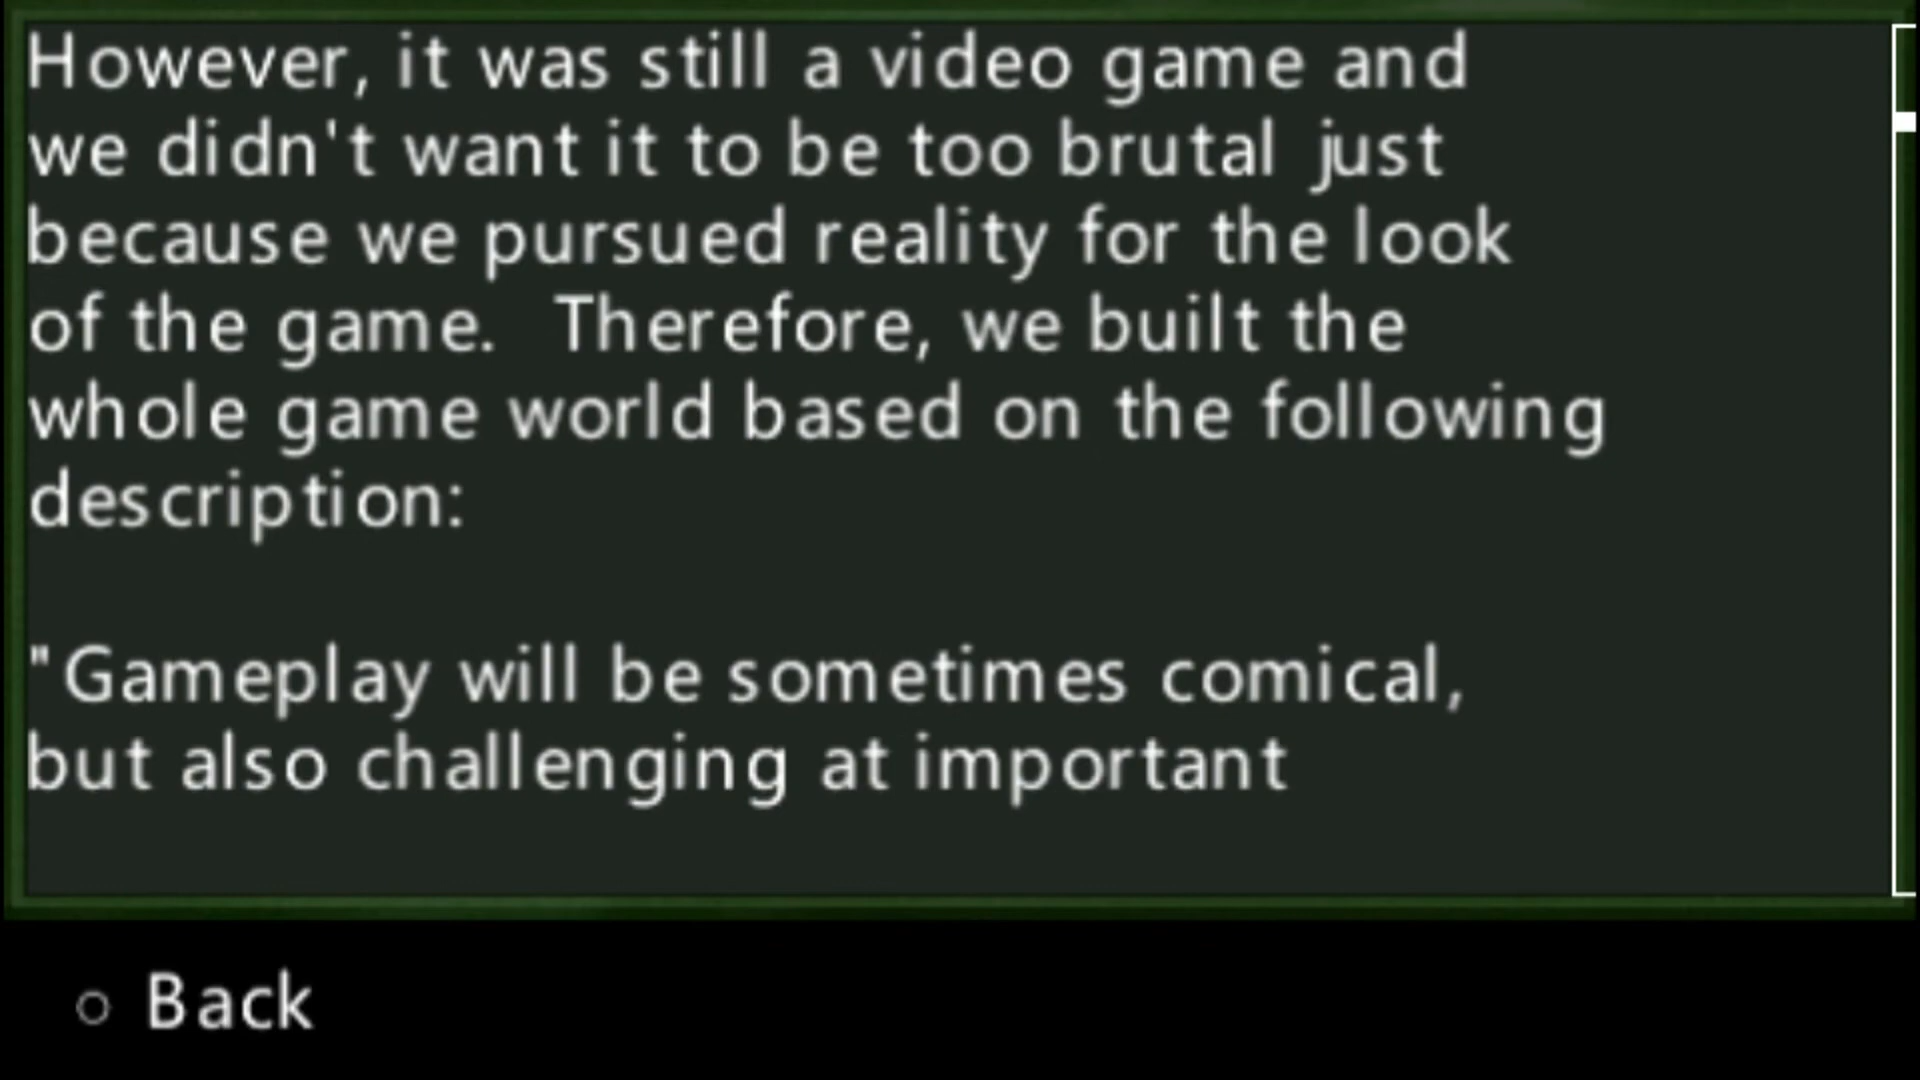 However, it was still a video game and
we didn't want it to be too brutal just
because we pursued reality for the look
of the game.  Therefore, we built the
whole game world based on the following
description:
"Gameplay will be sometimes comical,
but also challenging at important
○ Back